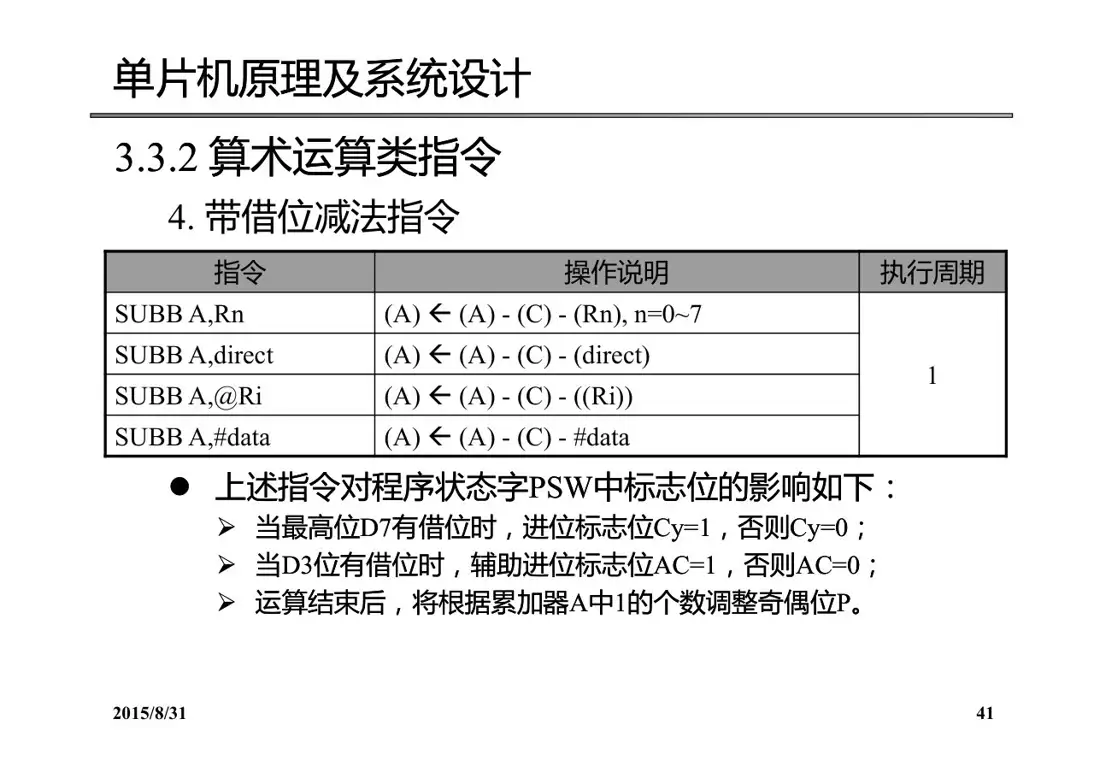 单片机原理及系统设计
3.3.2 算术运算类指令
4. 带借位减法指令
指令 操作说明 执行周期
SUBB A,Rn (A) ← (A) - (C) - (Rn), n=0~7
SUBB A,direct (A) ← (A) - (C) - (direct)
1
SUBB A,@Ri (A) ← (A) - (C) - ((Ri))
SUBB A,#data (A) ← (A) - (C) - #data
● 上述指令对程序状态字PSW中标志位的影响如下：
➢ 当最高位D7有借位时，进位标志位Cy=1，否则Cy=0；
➢ 当D3位有借位时，辅助进位标志位AC=1，否则AC=0；
➢ 运算结束后，将根据累加器A中1的个数调整奇偶位P。
2015/8/31 41